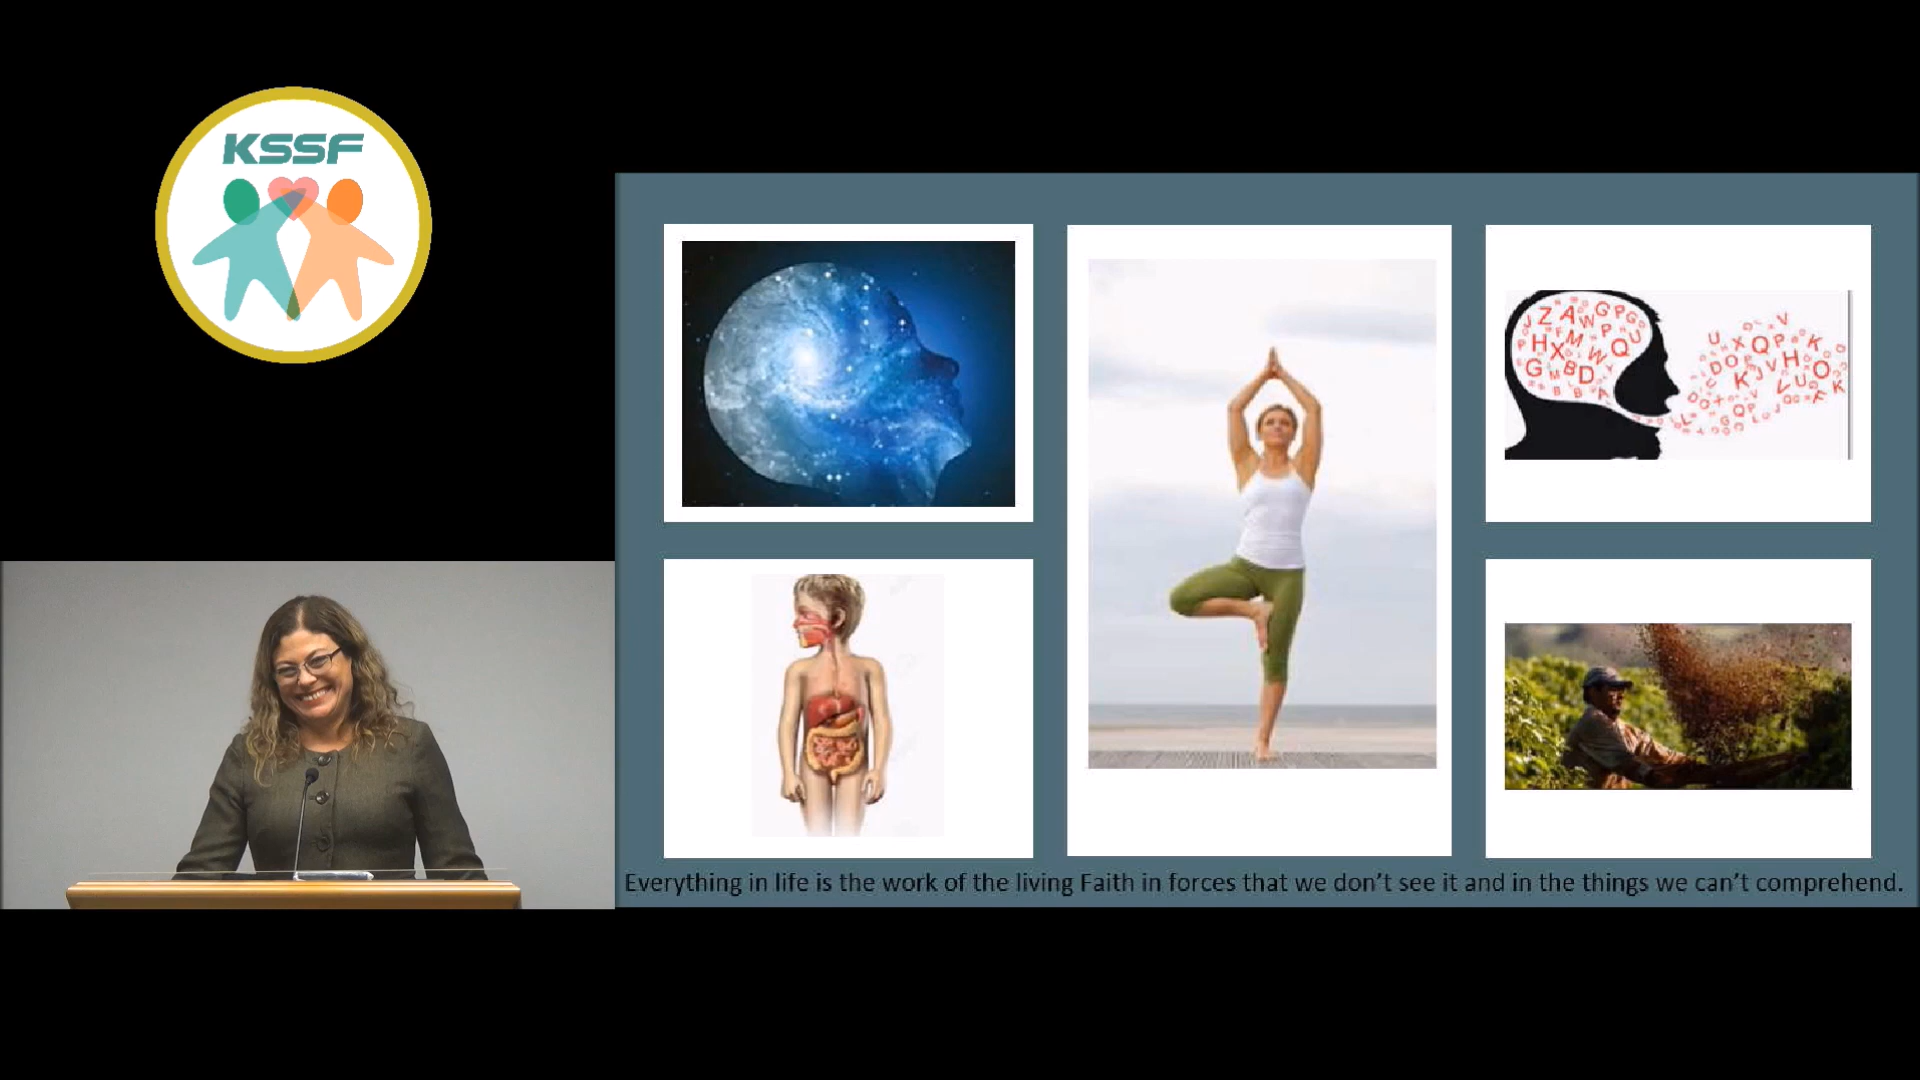 KSSF
Everything in life is the work of the living Faith in forces that we don't see it and in the things we can't comprehend.